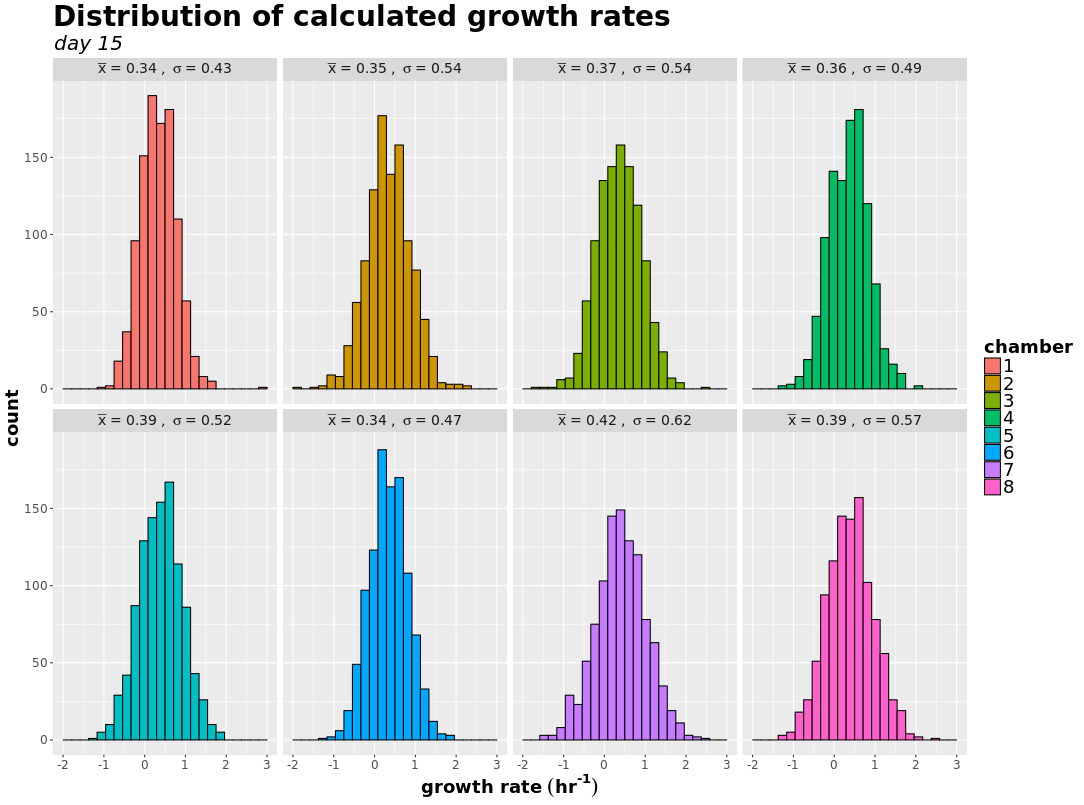 Distribution of calculated growth rates
day 15
x̅ = 0.34 , σ = 0.43
x̅ = 0.35 , σ = 0.54
x̅ = 0.37 , σ = 0.54
x̅ = 0.36 , σ = 0.49
150
100
50
0
x̅ = 0.39 , σ = 0.52
x̅ = 0.34 , σ = 0.47
x̅ = 0.42 , σ = 0.62
x̅ = 0.39 , σ = 0.57
150
100
50
0
-2 -1 0 1 2 3
-2 -1 0 1 2 3
-2 -1 0 1 2 3
-2 -1 0 1 2 3
count
growth rate (hr⁻¹)
chamber
1
2
3
4
5
6
7
8